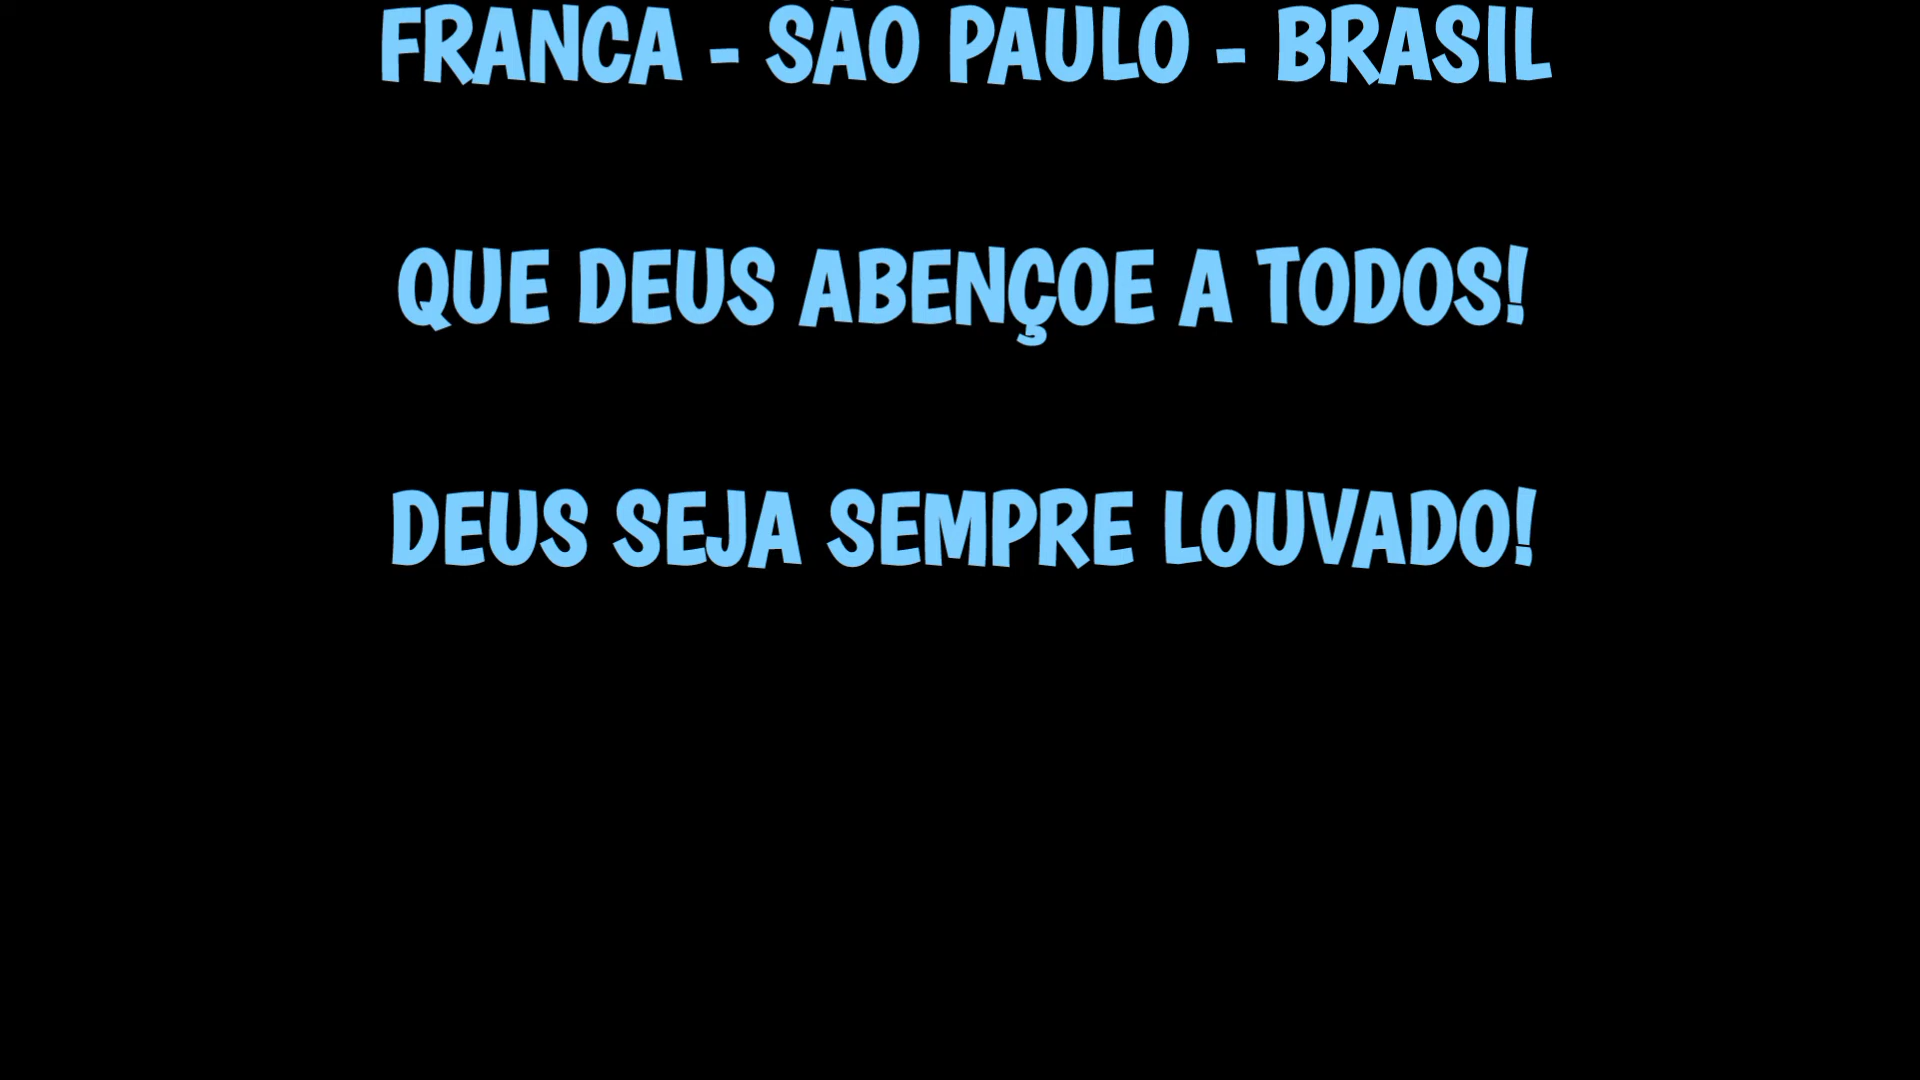 FRANCA - SÃO PAULO - BRASIL
QUE DEUS ABENÇOE A TODOS!
DEUS SEJA SEMPRE LOUVADO!